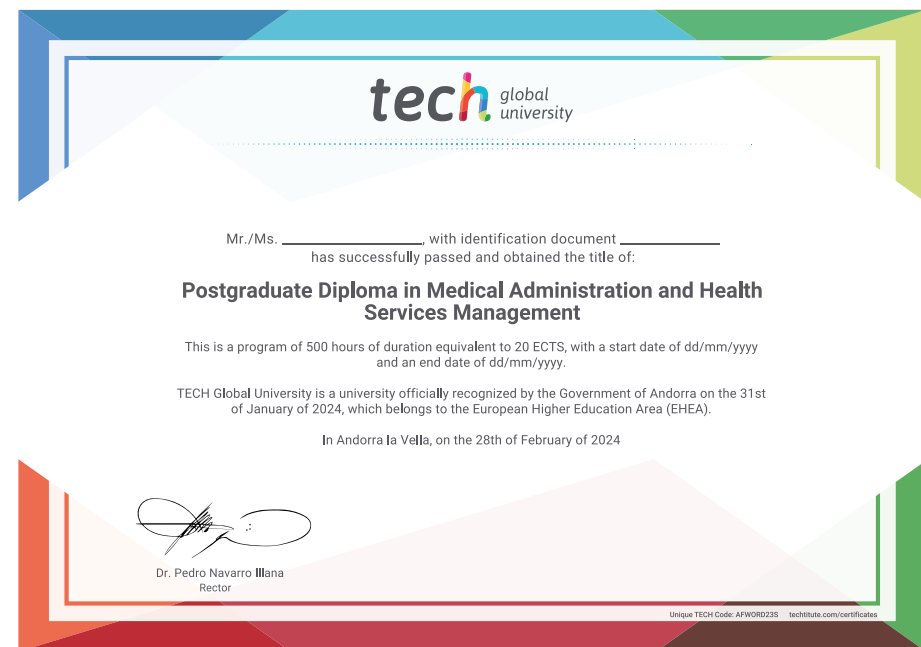 tech global university
Mr./Ms. ____________________, with identification document ______________
has successfully passed and obtained the title of:
Postgraduate Diploma in Medical Administration and Health
Services Management
This is a program of 500 hours of duration equivalent to 20 ECTS, with a start date of dd/mm/yyyy
and an end date of dd/mm/yyyy.
TECH Global University is a university officially recognized by the Government of Andorra on the 31st
of January of 2024, which belongs to the European Higher Education Area (EHEA).
In Andorra la Vella, on the 28th of February of 2024
Dr. Pedro Navarro Illana
Rector
Unique TECH Code: AFWORD23S techtitute.com/certificates